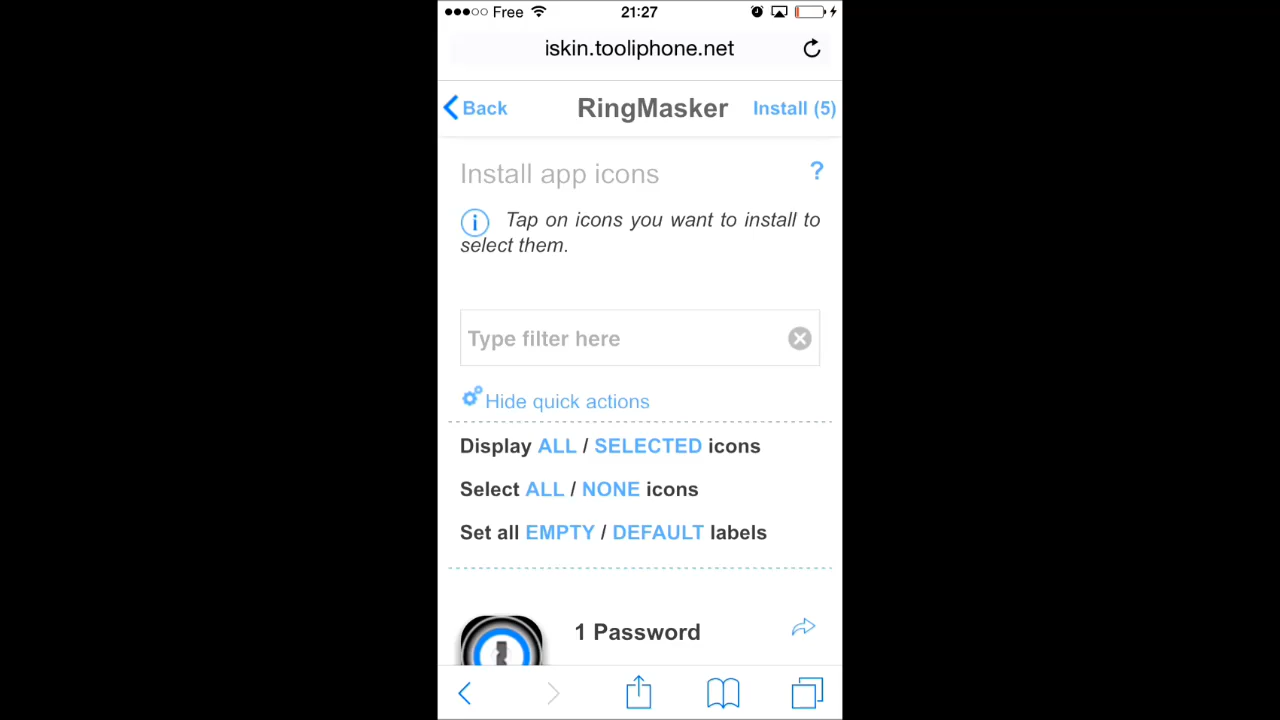 Free 21:27
iskin.tooliphone.net
Back RingMasker Install (5)
Install app icons ?
i Tap on icons you want to install to
select them.
Type filter here
Hide quick actions
Display ALL / SELECTED icons
Select ALL / NONE icons
Set all EMPTY / DEFAULT labels
1 Password